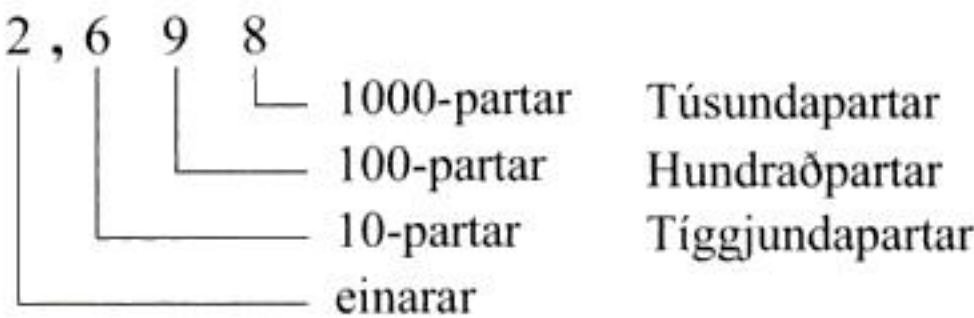 2,6 9 8
1000-partar Túsundapartar
100-partar Hundraðpartar
10-partar Tíggjundapartar
einarar